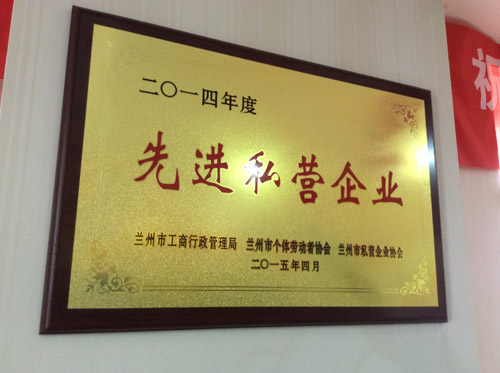 二〇一四年度
先进私营企业
兰州市工商行政管理局 兰州市个体劳动者协会 兰州市私营企业协会
二〇一五年四月
祝